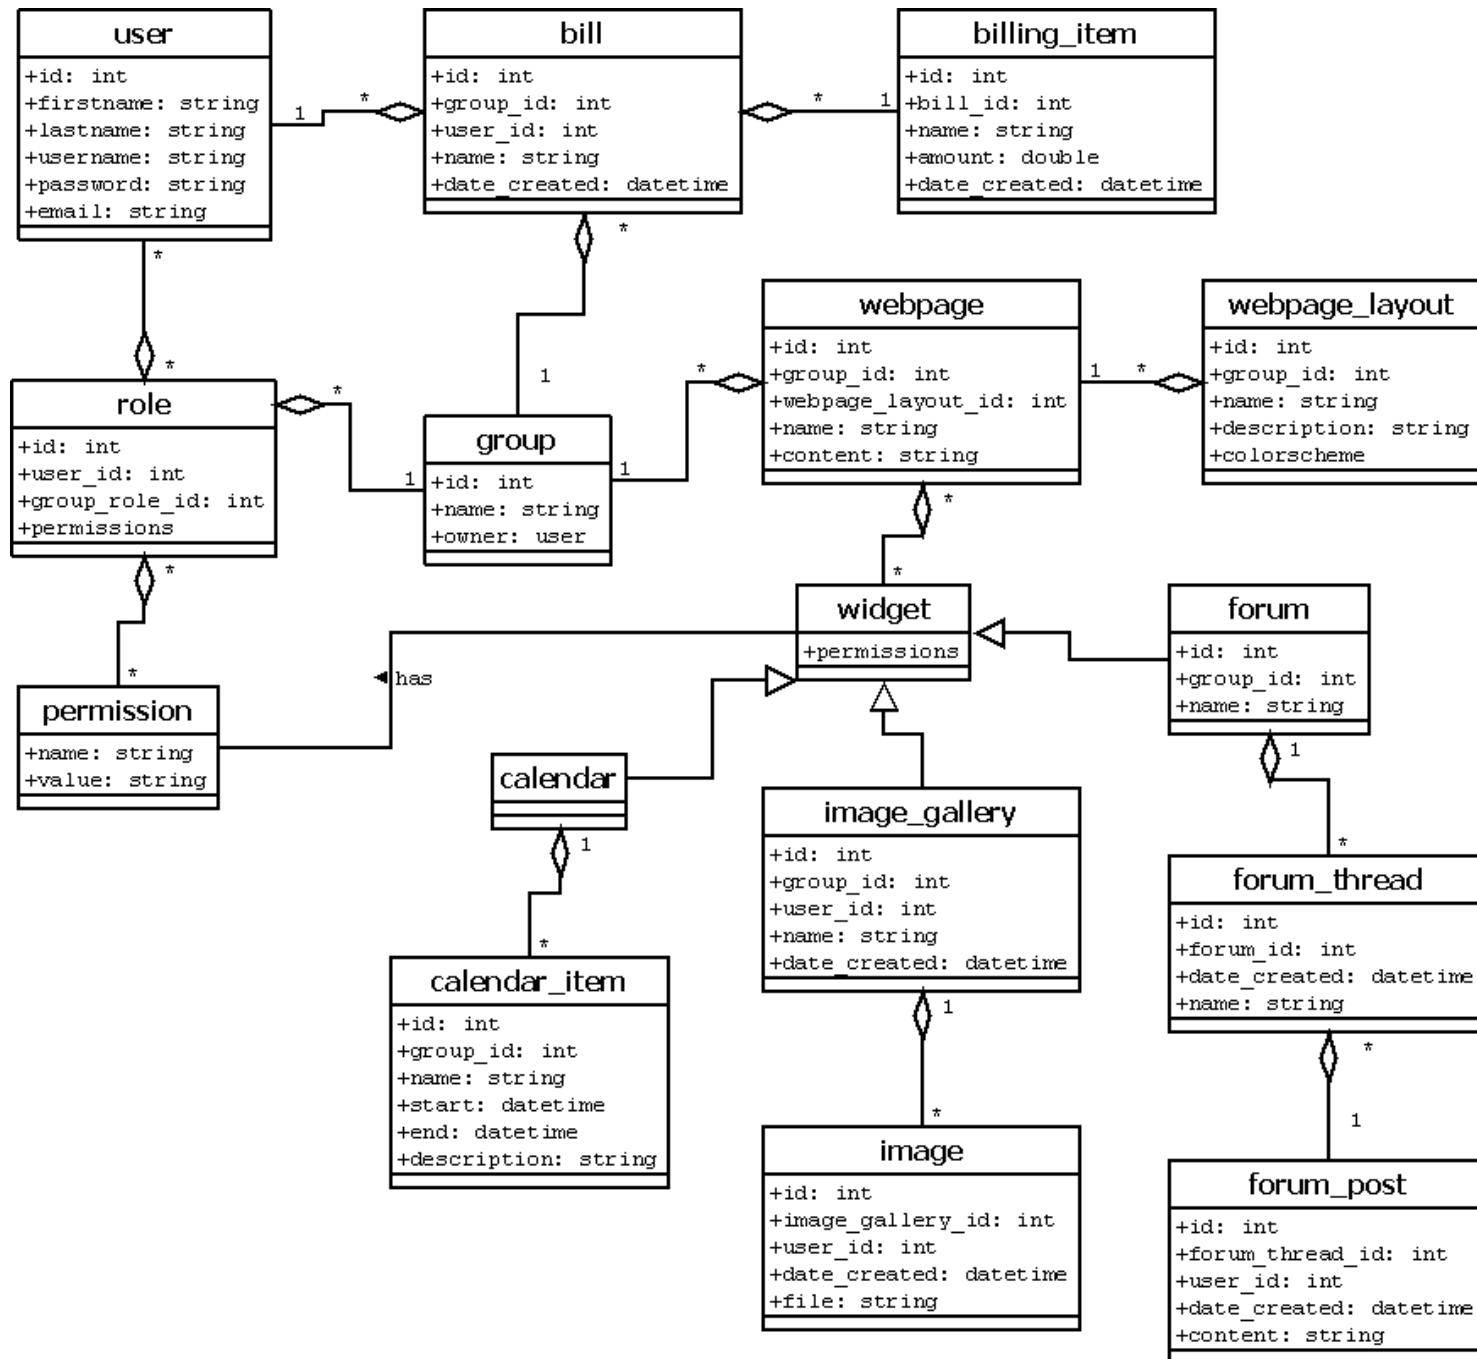 user
+id: int
+firstname: string
+lastname: string
+username: string
+password: string
+email: string
1
*
bill
+id: int
+group_id: int
+user_id: int
+name: string
+date_created: datetime
*
1
billing_item
+id: int
+bill_id: int
+name: string
+amount: double
+date_created: datetime
*
*
*
1
role
+id: int
+user_id: int
+group_role_id: int
+permissions
*
1
*
*
group
+id: int
+name: string
+owner: user
1
*
webpage
+id: int
+group_id: int
+webpage_layout_id: int
+name: string
+content: string
1
*
webpage_layout
+id: int
+group_id: int
+name: string
+description: string
+colorscheme
*
*
widget
+permissions
has
permission
+name: string
+value: string
forum
+id: int
+group_id: int
+name: string
1
*
calendar
1
*
calendar_item
+id: int
+group_id: int
+name: string
+start: datetime
+end: datetime
+description: string
image_gallery
+id: int
+group_id: int
+user_id: int
+name: string
+date_created: datetime
1
*
image
+id: int
+image_gallery_id: int
+user_id: int
+date_created: datetime
+file: string
forum_thread
+id: int
+forum_id: int
+date_created: datetime
+name: string
*
1
forum_post
+id: int
+forum_thread_id: int
+user_id: int
+date_created: datetime
+content: string